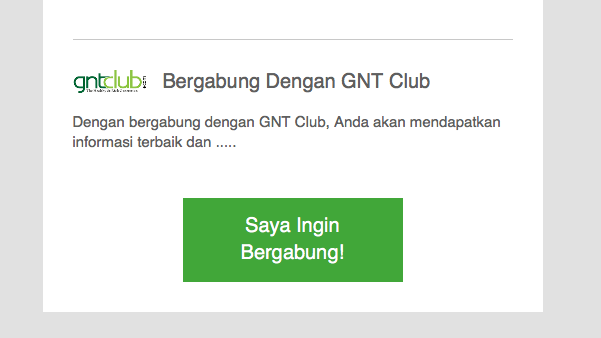 gntclub
Bergabung Dengan GNT Club
Dengan bergabung dengan GNT Club, Anda akan mendapatkan
informasi terbaik dan .....
Saya Ingin
Bergabung!